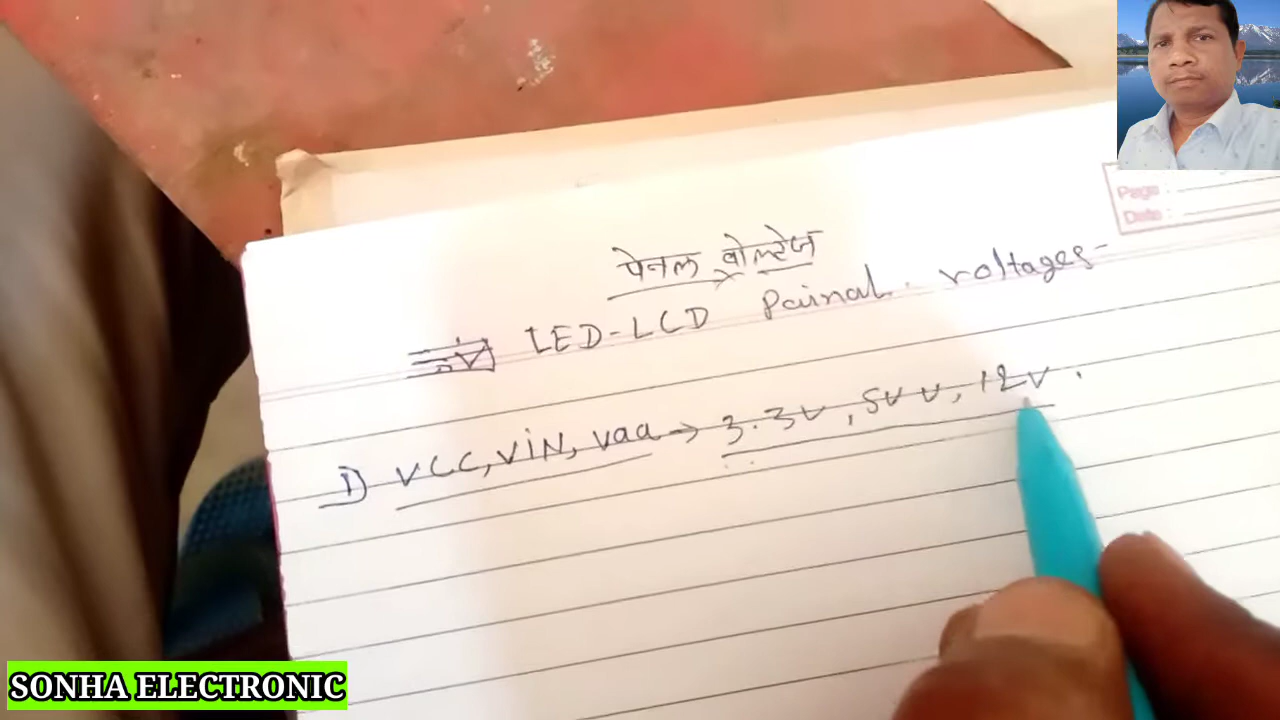 Page :
Date :
पेनल वोल्टेज
LED-LCD Painal. voltages-
1) VCC, VIN, Vaa → 3.3V, 5V V, 12V.
SONHA ELECTRONIC